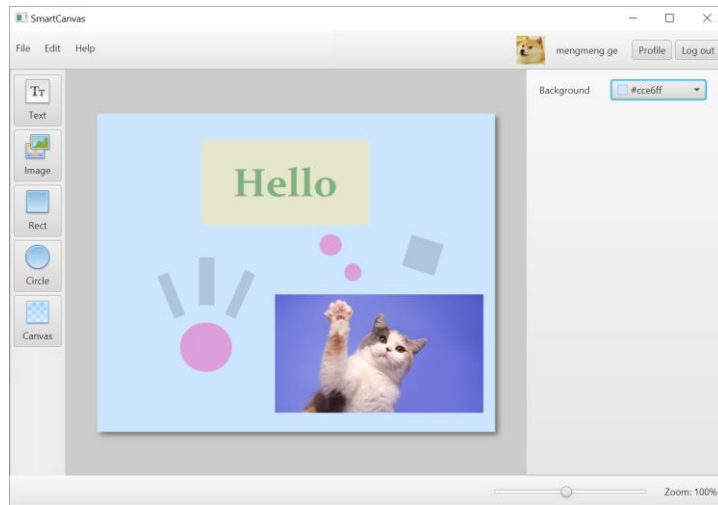 SmartCanvas
File Edit Help
mengmeng ge Profile Log out
TT
Text
Image
Rect
Circle
Canvas
Background #cce6ff
Hello
Zoom: 100%